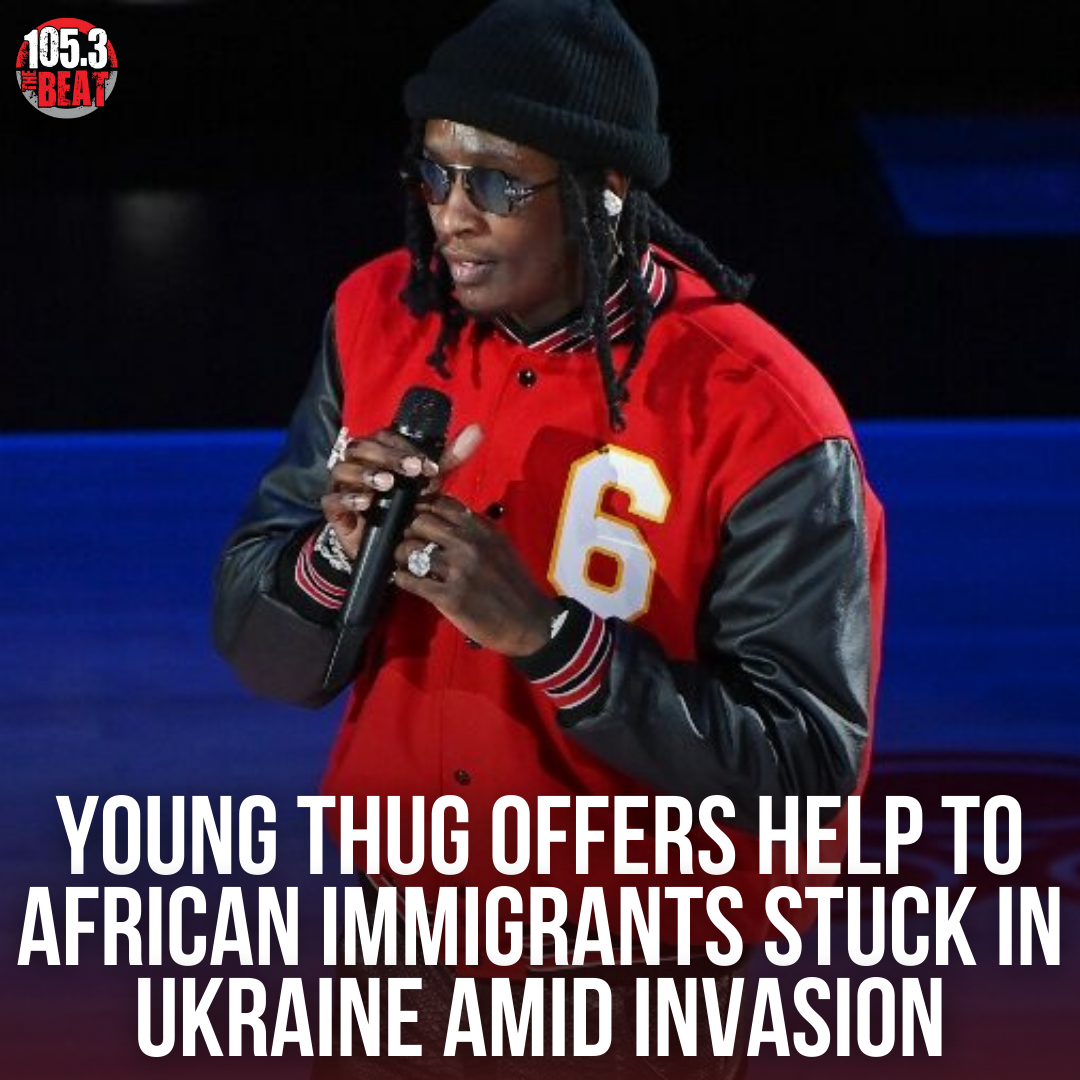 105.3
THE
BEAT
6
YOUNG THUG OFFERS HELP TO
AFRICAN IMMIGRANTS STUCK IN
UKRAINE AMID INVASION